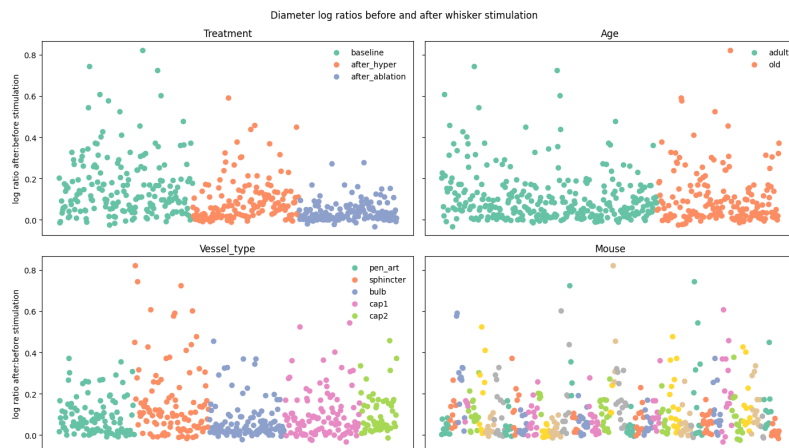 Diameter log ratios before and after whisker stimulation
Treatment
Age
log ratio after:before stimulation
0.8
0.6
0.4
0.2
0.0
baseline
after_hyper
after_ablation
adult
old
Vessel_type
Mouse
log ratio after:before stimulation
0.8
0.6
0.4
0.2
0.0
pen_art
sphincter
bulb
cap1
cap2